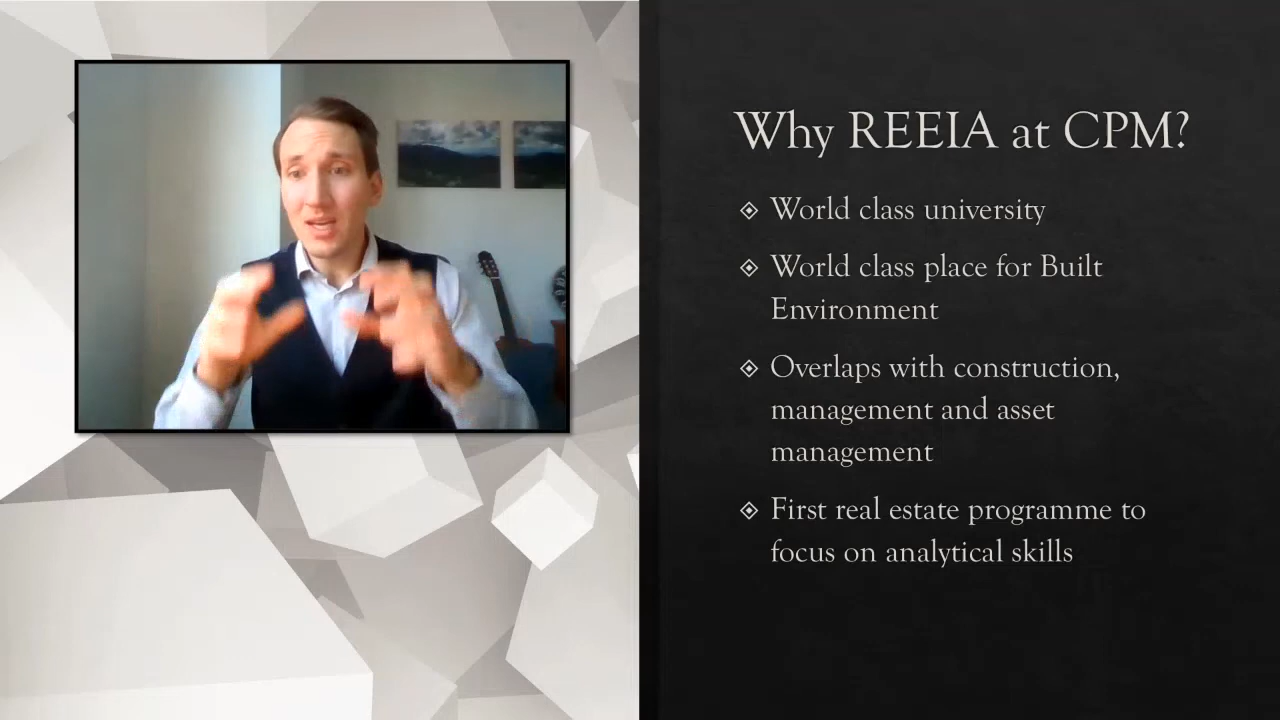 Why REEIA at CPM?
World class university
World class place for Built
Environment
Overlaps with construction,
management and asset
management
First real estate programme to
focus on analytical skills